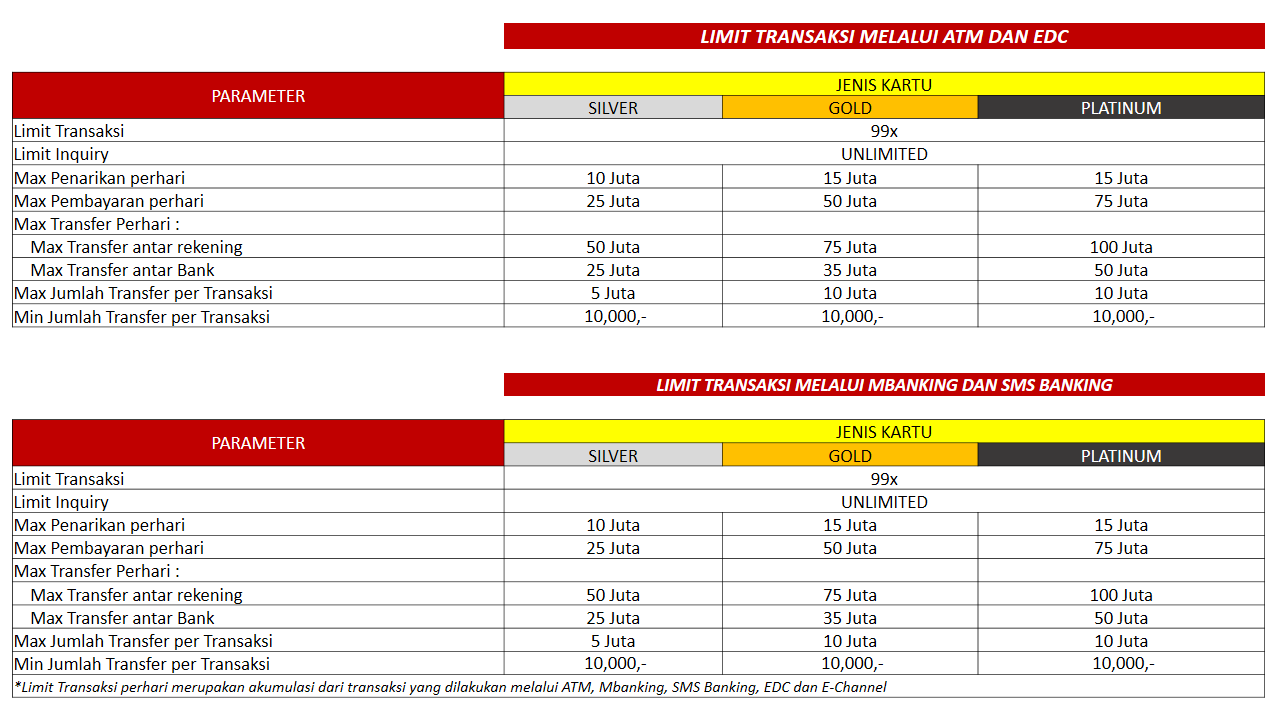 LIMIT TRANSAKSI MELALUI ATM DAN EDC
PARAMETER
JENIS KARTU
SILVER GOLD PLATINUM
Limit Transaksi 99x
Limit Inquiry UNLIMITED
Max Penarikan perhari 10 Juta 15 Juta 15 Juta
Max Pembayaran perhari 25 Juta 50 Juta 75 Juta
Max Transfer Perhari :
Max Transfer antar rekening 50 Juta 75 Juta 100 Juta
Max Transfer antar Bank 25 Juta 35 Juta 50 Juta
Max Jumlah Transfer per Transaksi 5 Juta 10 Juta 10 Juta
Min Jumlah Transfer per Transaksi 10,000,- 10,000,- 10,000,-
LIMIT TRANSAKSI MELALUI MBANKING DAN SMS BANKING
PARAMETER
JENIS KARTU
SILVER GOLD PLATINUM
Limit Transaksi 99x
Limit Inquiry UNLIMITED
Max Penarikan perhari 10 Juta 15 Juta 15 Juta
Max Pembayaran perhari 25 Juta 50 Juta 75 Juta
Max Transfer Perhari :
Max Transfer antar rekening 50 Juta 75 Juta 100 Juta
Max Transfer antar Bank 25 Juta 35 Juta 50 Juta
Max Jumlah Transfer per Transaksi 5 Juta 10 Juta 10 Juta
Min Jumlah Transfer per Transaksi 10,000,- 10,000,- 10,000,-
*Limit Transaksi perhari merupakan akumulasi dari transaksi yang dilakukan melalui ATM, Mbanking, SMS Banking, EDC dan E-Channel